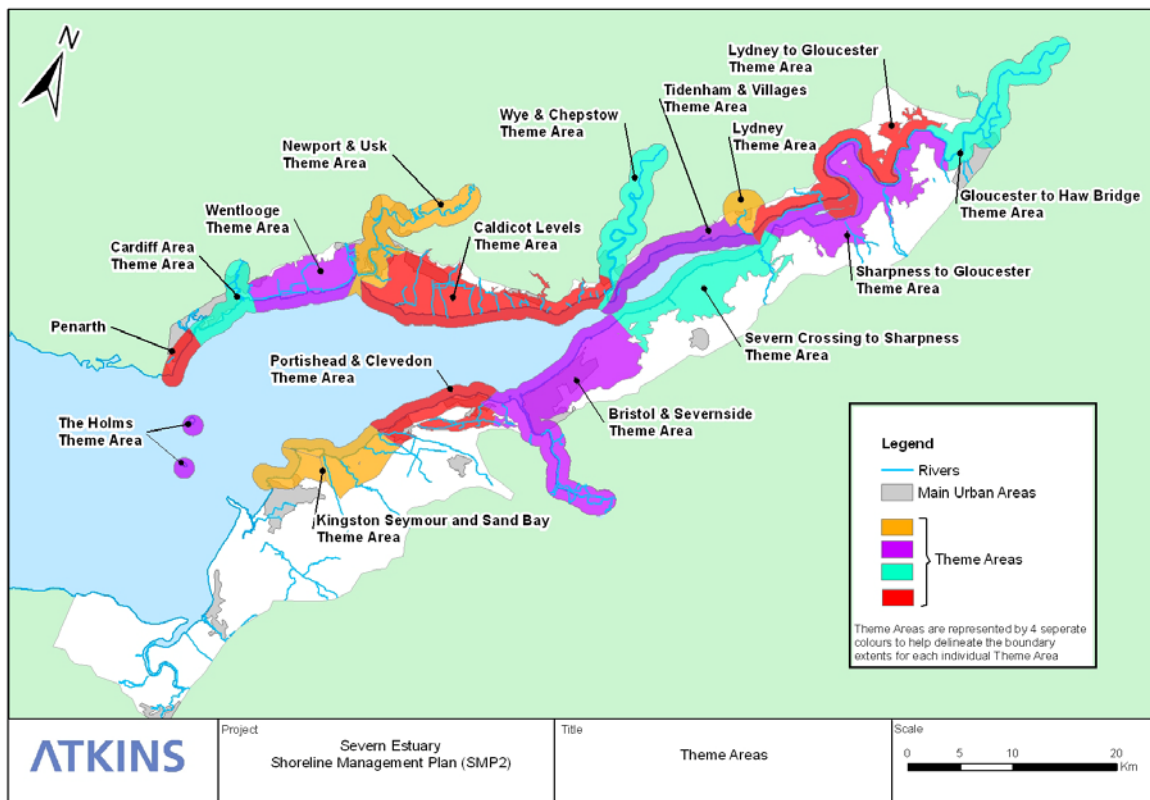 N
Lydney to Gloucester
Theme Area
Tidenham & Villages
Theme Area
Wye & Chepstow
Theme Area
Lydney
Theme Area
Newport & Usk
Theme Area
Gloucester to Haw Bridge
Theme Area
Wentlooge
Theme Area
Caldicot Levels
Theme Area
Cardiff Area
Theme Area
Sharpness to Gloucester
Theme Area
Penarth
Severn Crossing to Sharpness
Theme Area
Portishead & Clevedon
Theme Area
Bristol & Severnside
Theme Area
The Holms
Theme Area
Kingston Seymour and Sand Bay
Theme Area
Legend
Rivers
Main Urban Areas
Theme Areas
Theme Areas are represented by 4 seperate
colours to help delineate the boundary
extents for each individual Theme Area
ATKINS
Project
Severn Estuary
Shoreline Management Plan (SMP2)
Title
Theme Areas
Scale
0 5 10 20
Km